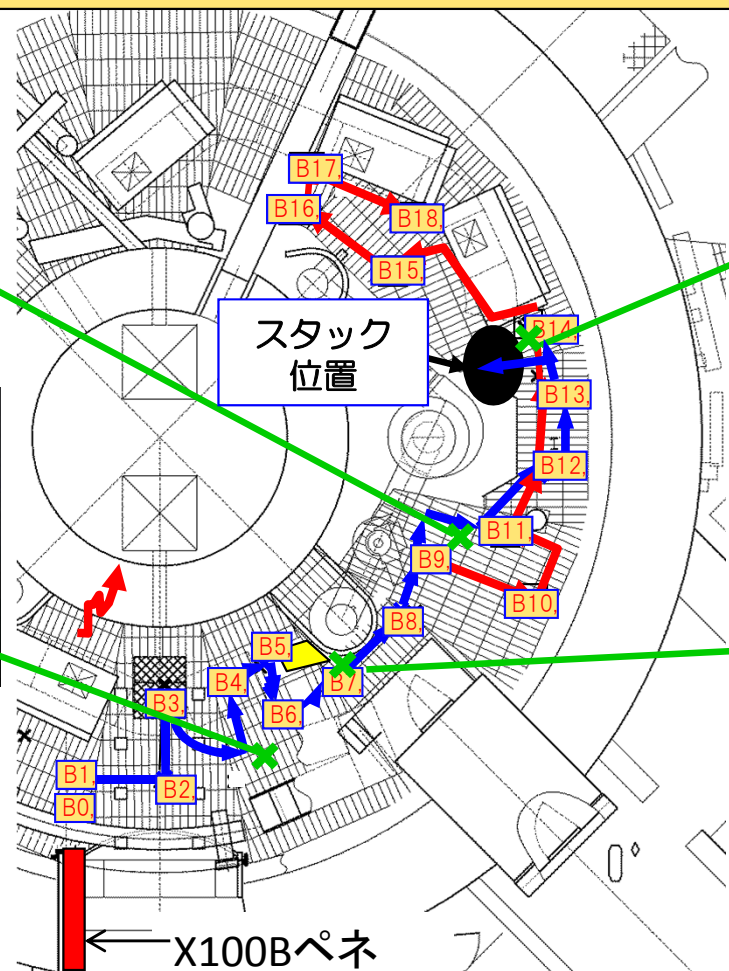 B17,
B16,
B18,
B15,
スタック
位置
B14,
B13,
B12,
B11,
B9,
B10,
B8,
B5,
B4,
B7,
B3,
B6,
B1,
B2,
B0,
X100Bペネ